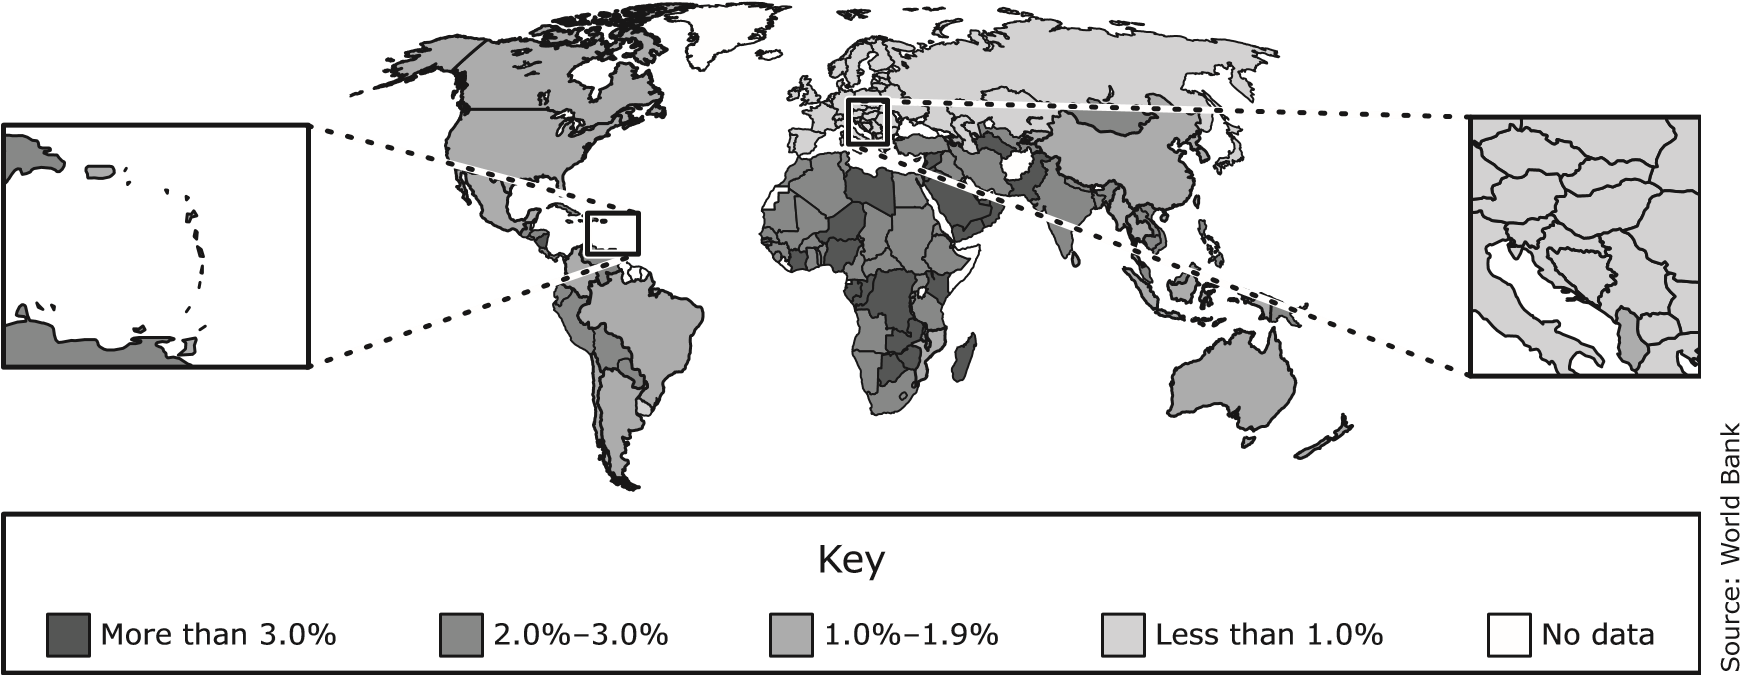 Key
More than 3.0%
2.0%–3.0%
1.0%–1.9%
Less than 1.0%
No data
Source: World Bank